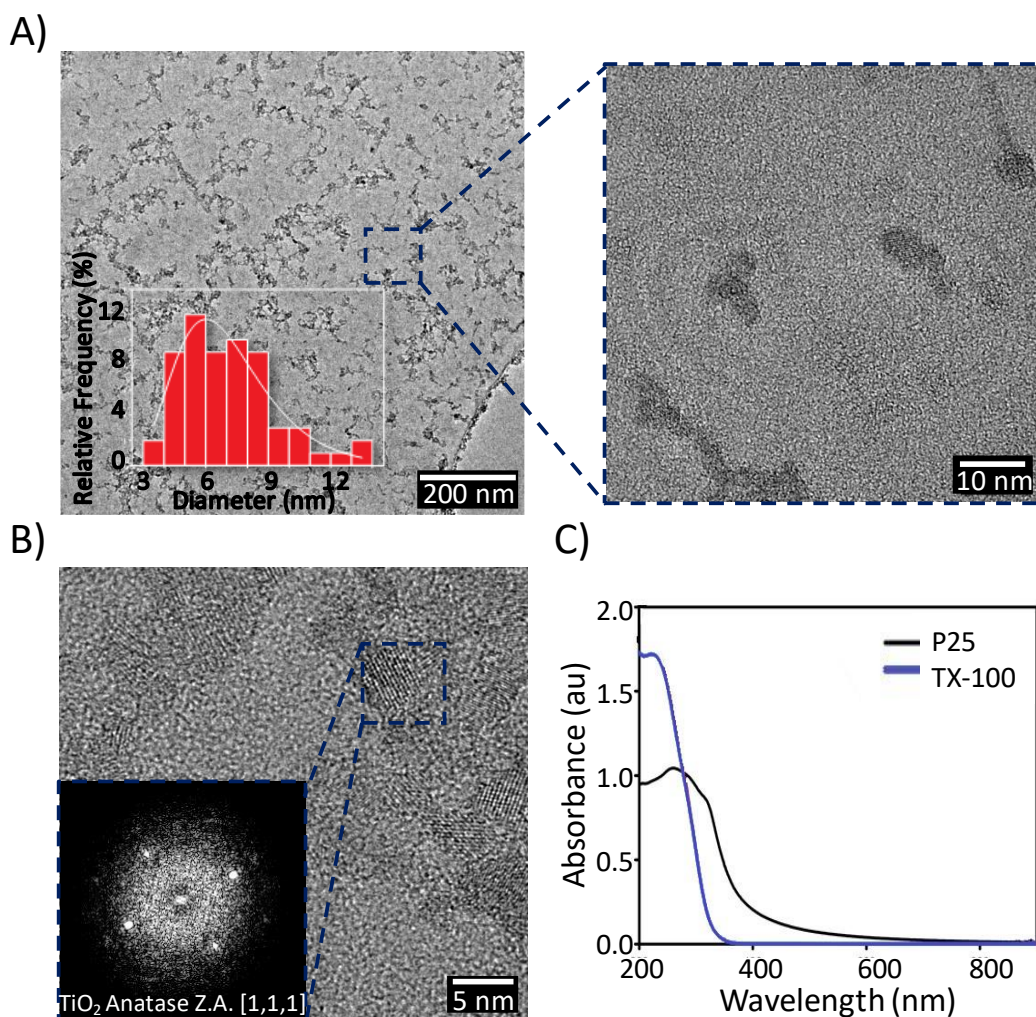 A)
Relative Frequency (%)
12
8
4
0
3 6 9 12
Diameter (nm)
200 nm
10 nm
B)
TiO₂ Anatase Z.A. [1,1,1]
5 nm
C)
Absorbance (au)
2.0
1.5
1.0
0.5
0.0
P25
TX-100
200 400 600 800
Wavelength (nm)